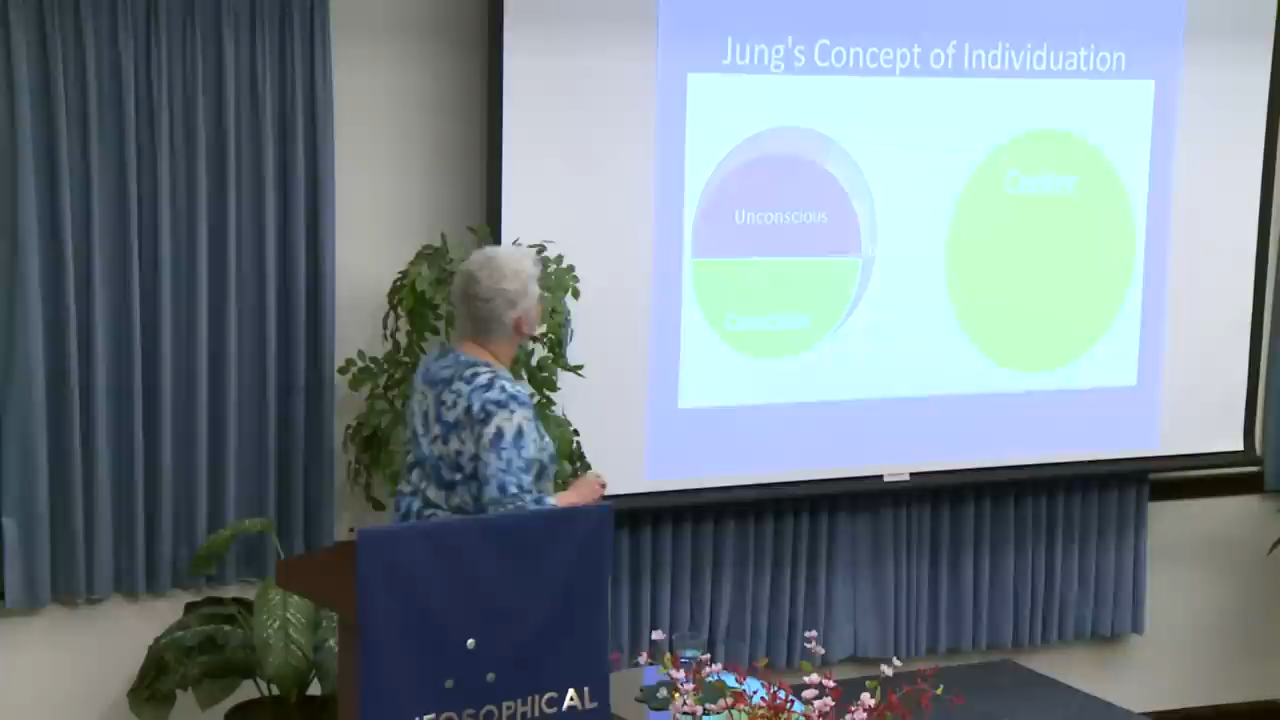 Jung's Concept of Individuation
Unconscious
Center
Conscious
EOSOPHICAL